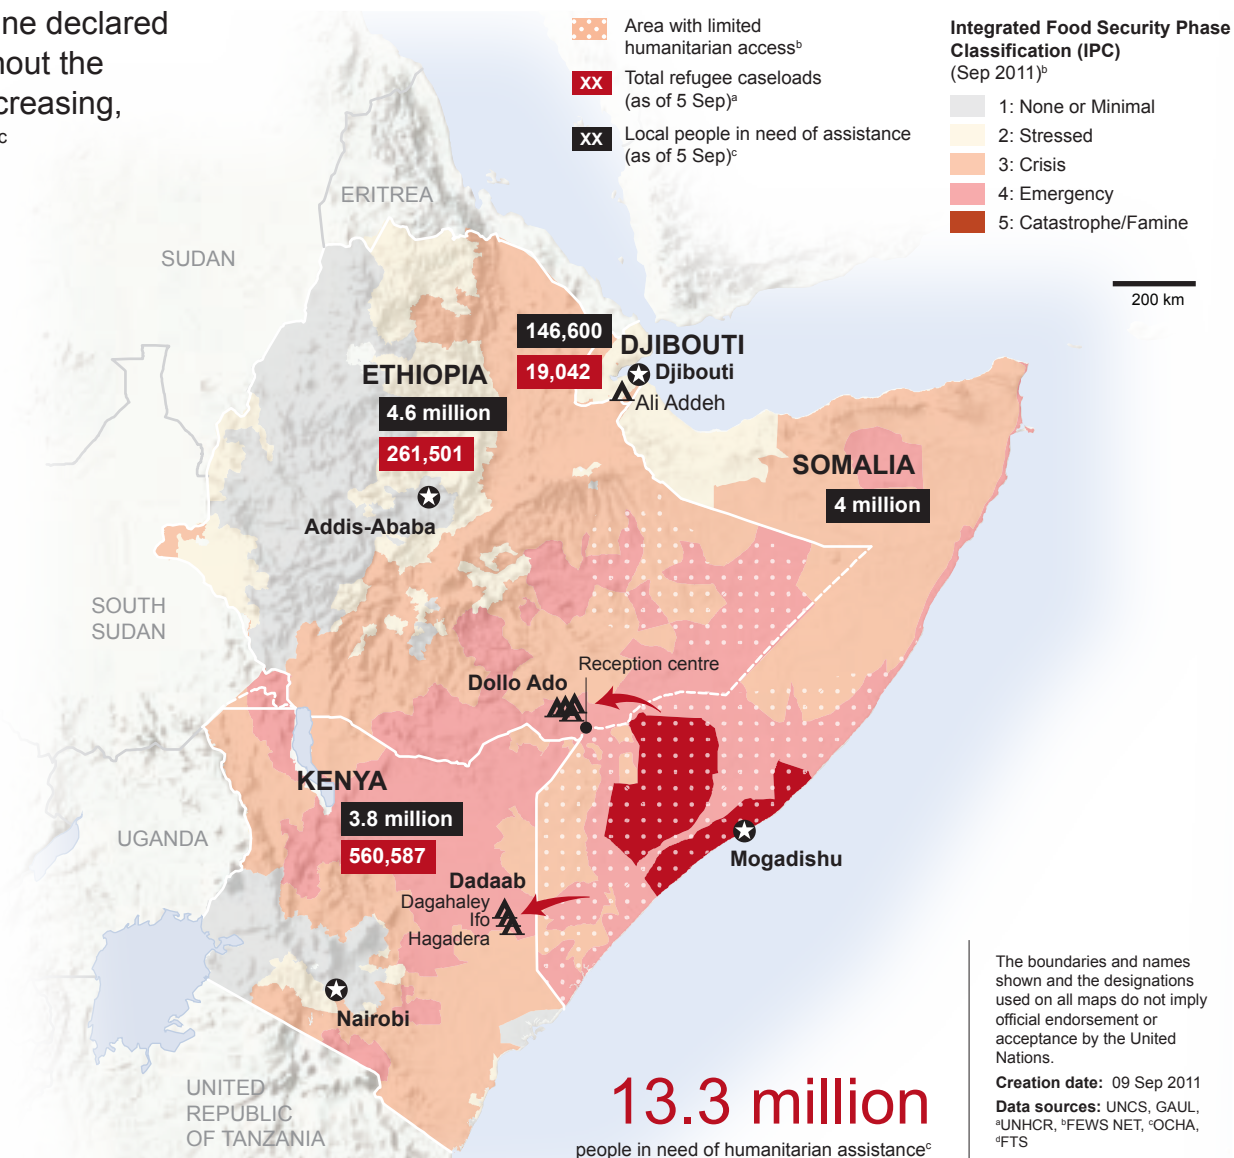 ne declared
hout the
creasing,
c
Area with limited
humanitarian accessᵇ
XX Total refugee caseloads
(as of 5 Sep)ᵃ
XX Local people in need of assistance
(as of 5 Sep)ᶜ
Integrated Food Security Phase
Classification (IPC)
(Sep 2011)ᵇ
1: None or Minimal
2: Stressed
3: Crisis
4: Emergency
5: Catastrophe/Famine
200 km
ERITREA
SUDAN
146,600
DJIBOUTI
19,042
Djibouti
Ali Addeh
ETHIOPIA
4.6 million
261,501
Addis-Ababa
SOMALIA
4 million
SOUTH
SUDAN
Reception centre
Dollo Ado
KENYA
3.8 million
560,587
UGANDA
Mogadishu
Dadaab
Dagahaley
Ifo
Hagadera
Nairobi
UNITED
REPUBLIC
OF TANZANIA
13.3 million
people in need of humanitarian assistanceᶜ
The boundaries and names
shown and the designations
used on all maps do not imply
official endorsement or
acceptance by the United
Nations.
Creation date: 09 Sep 2011
Data sources: UNCS, GAUL,
ᵃUNHCR, ᵇFEWS NET, ᶜOCHA,
ᵈFTS